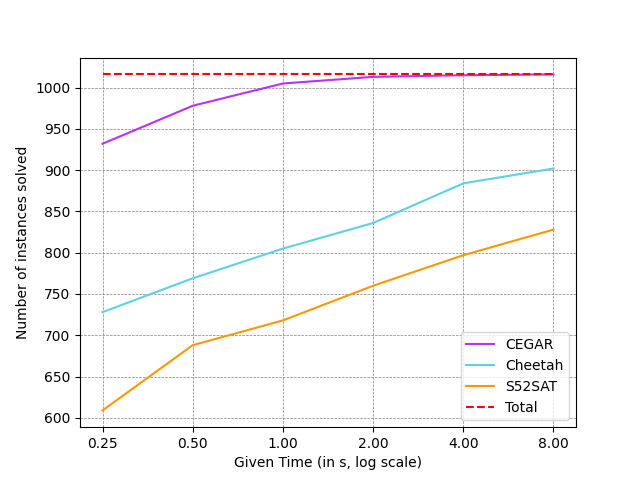 Number of instances solved
1000
950
900
850
800
750
700
650
600
CEGAR
Cheetah
S52SAT
Total
0.25 0.50 1.00 2.00 4.00 8.00
Given Time (in s, log scale)